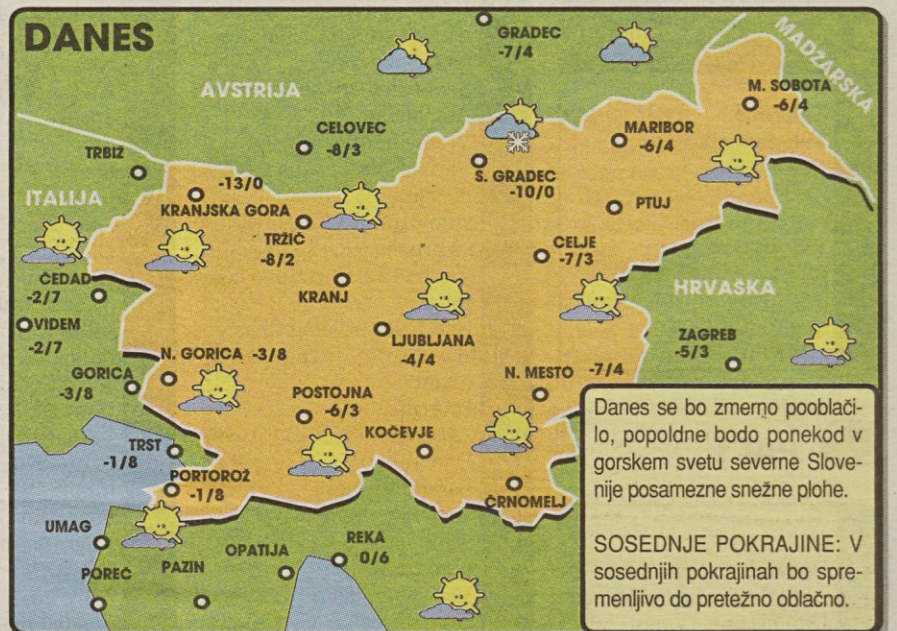 DANES
GRADEC
-7/4
MADŽARSKA
AVSTRIJA
M. SOBOTA
-6/4
CELOVEC
-8/3
MARIBOR
-6/4
TRBIŽ
S. GRADEC
-10/0
ITALIJA
-13/0
KRANJSKA GORA
PTUJ
TRŽIČ
-8/2
CELJE
-7/3
ČEDAD
-2/7
KRANJ
HRVAŠKA
VIDEM
-2/7
LJUBLJANA
-4/4
ZAGREB
-5/3
N. GORICA -3/8
GORICA
-3/8
N. MESTO -7/4
POSTOJNA
-6/3
KOČEVJE
TRST
-1/8
PORTOROŽ
-1/8
ČRNOMELJ
UMAG
REKA
0/6
OPATIJA
PAZIN
POREČ
Danes se bo zmerno pooblači-
lo, popoldne bodo ponekod v
gorskem svetu severne Slove-
nije posamezne snežne plohe.
SOSEDNJE POKRAJINE: V
sosednjih pokrajinah bo spre-
menljivo do pretežno oblačno.